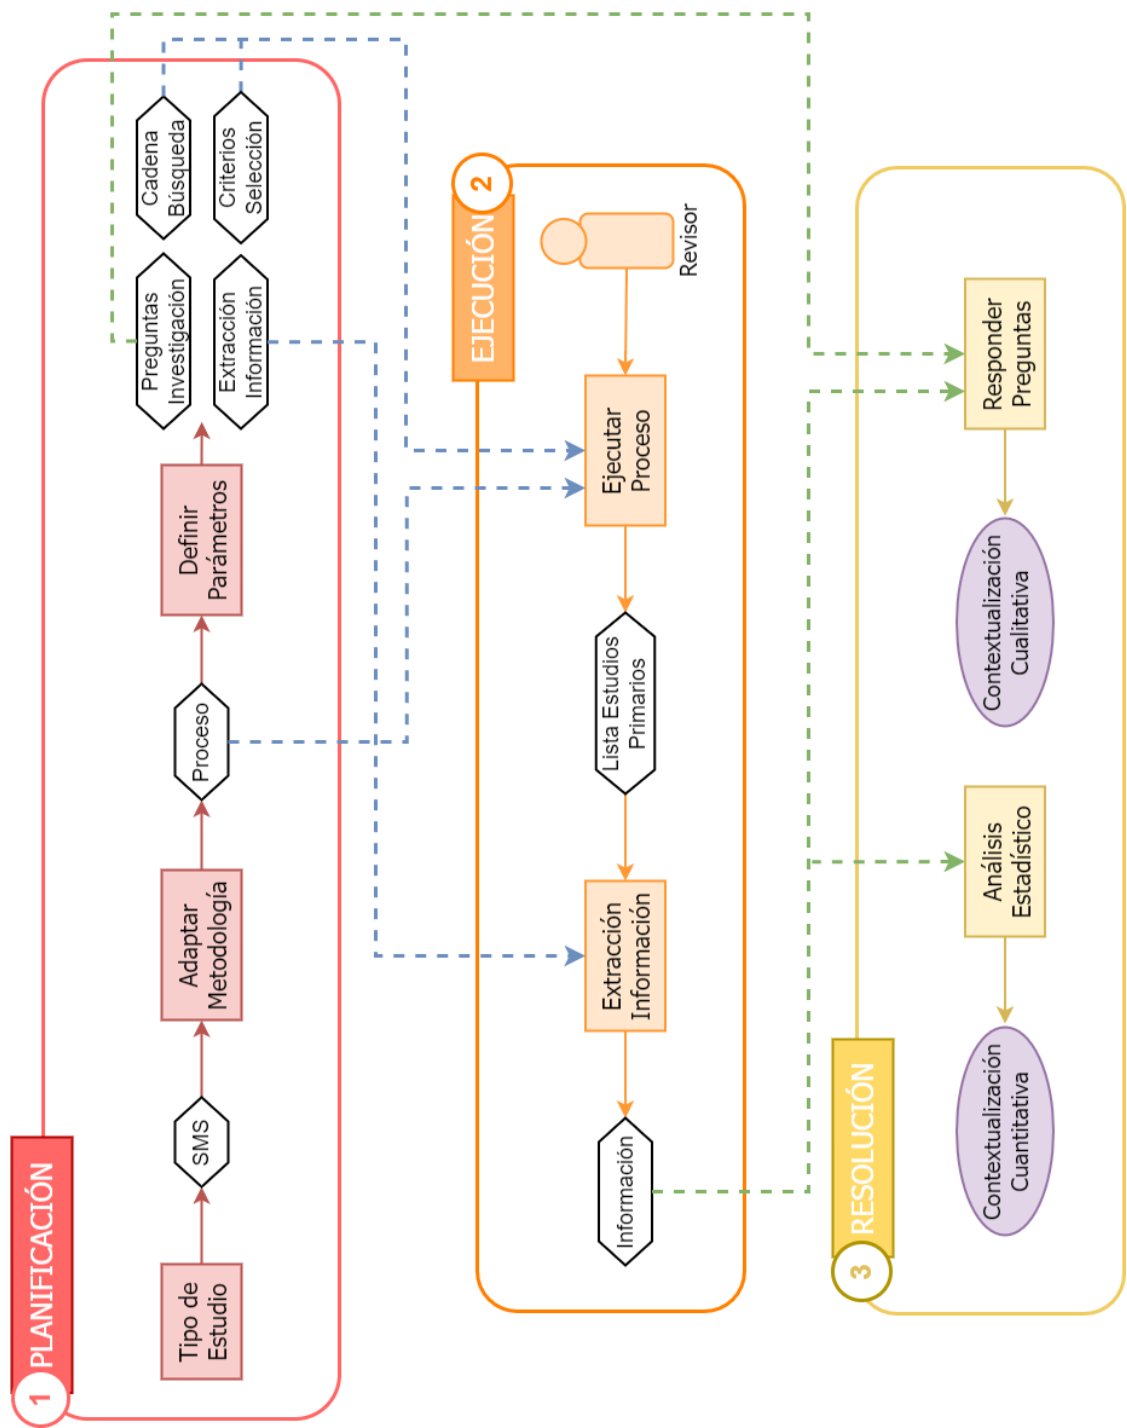 1
PLANIFICACIÓN
Tipo de
Estudio
SMS
Adaptar
Metodología
Proceso
Definir
Parámetros
Preguntas
Investigación
Cadena
Búsqueda
Extracción
Información
Criterios
Selección
EJECUCIÓN
2
Revisor
Ejecutar
Proceso
Lista Estudios
Primarios
Extracción
Información
Información
3
RESOLUCIÓN
Responder
Preguntas
Contextualización
Cualitativa
Análisis
Estadístico
Contextualización
Cuantitativa